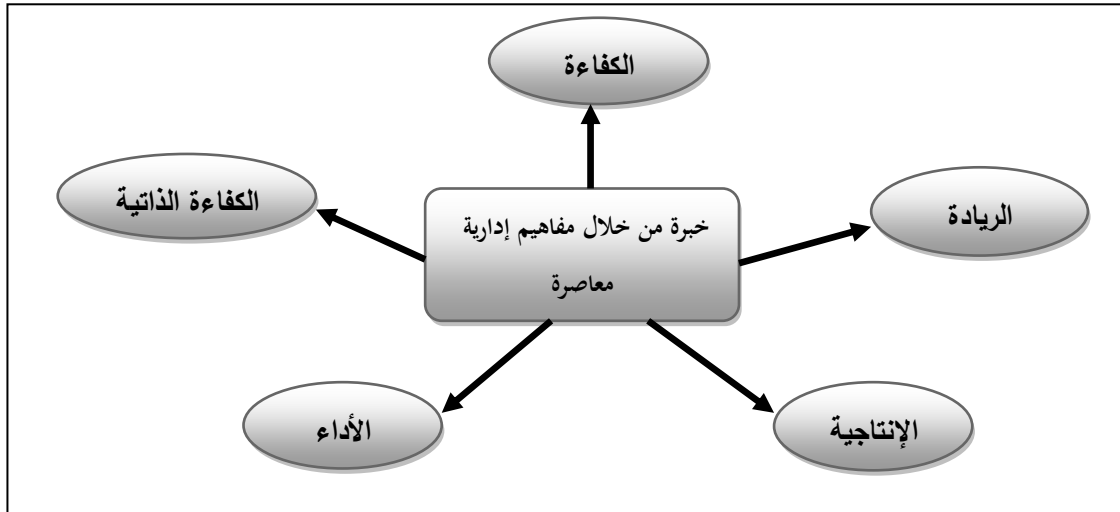 الكفاءة
الريادة
الكفاءة الذاتية
خبرة من خلال مفاهيم إدارية
معاصرة
الإنتاجية
الأداء